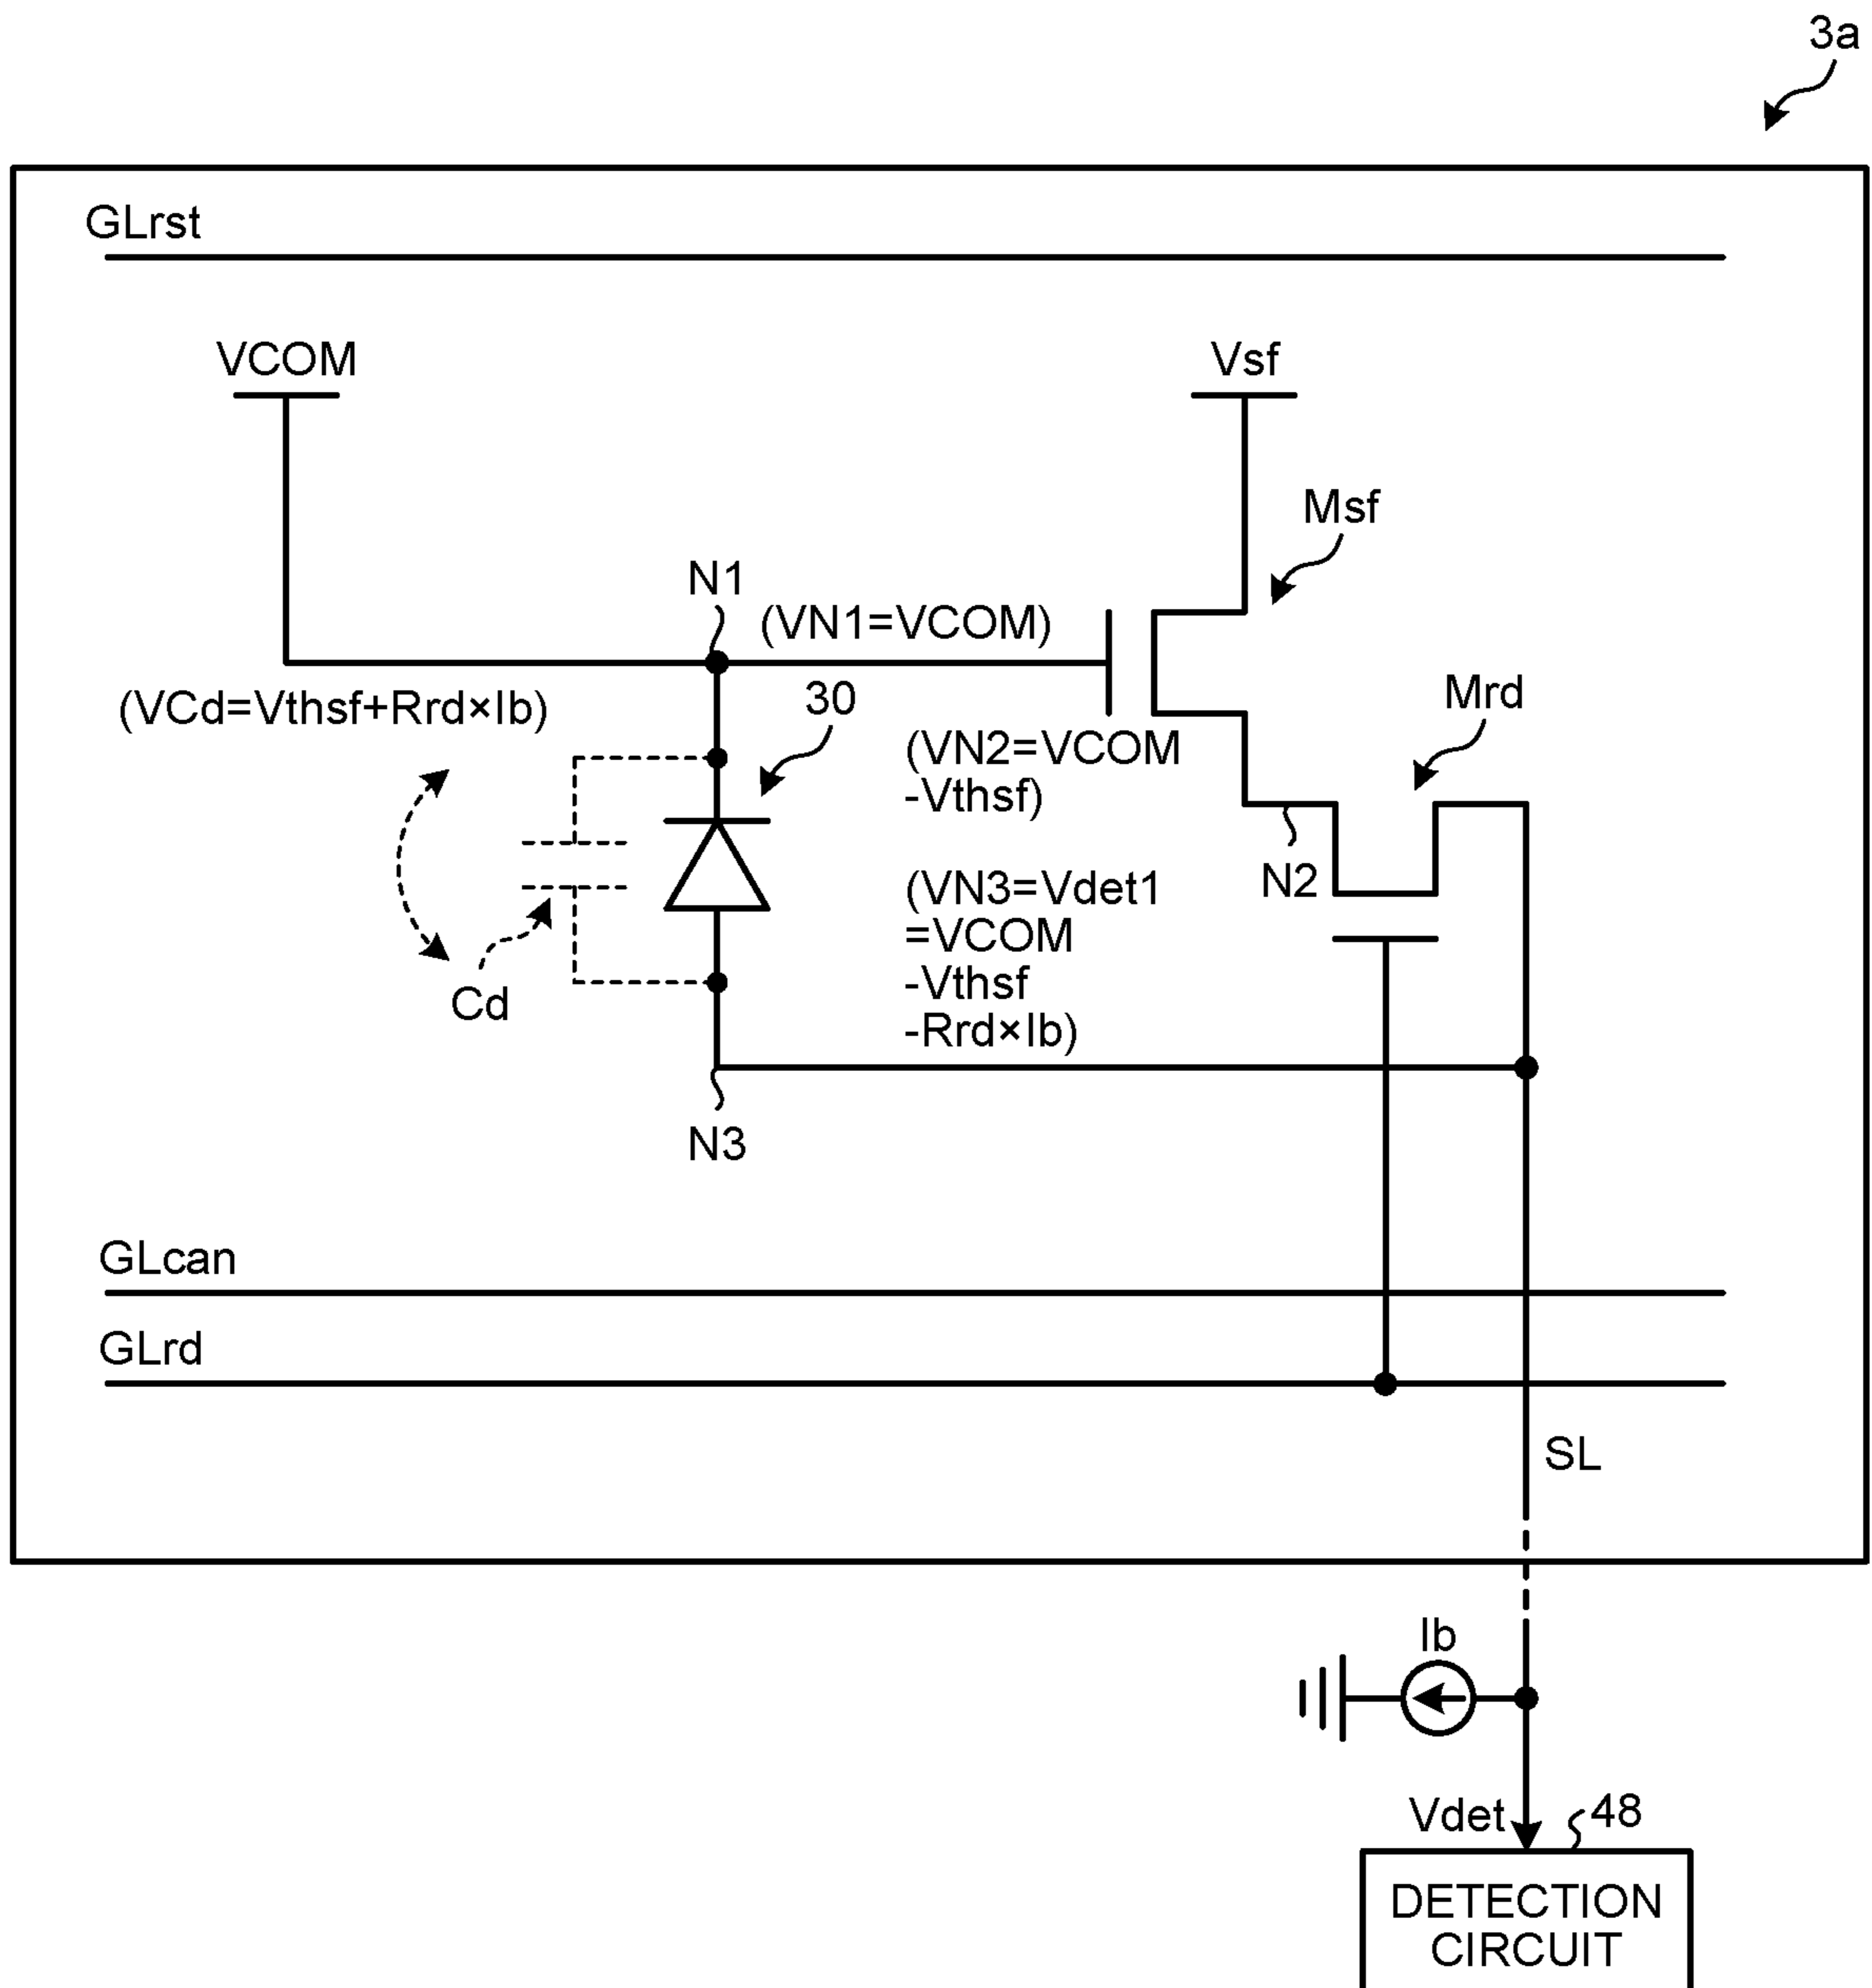 3a
GLrst
VCOM
Vsf
Msf
N1
(VN1=VCOM)
(VCd=Vthsf+Rrd×Ib)
30
Mrd
(VN2=VCOM
-Vthsf)
N2
(VN3=Vdet1
=VCOM
-Vthsf
-Rrd×Ib)
Cd
N3
GLcan
GLrd
SL
Ib
Vdet
48
DETECTION
CIRCUIT